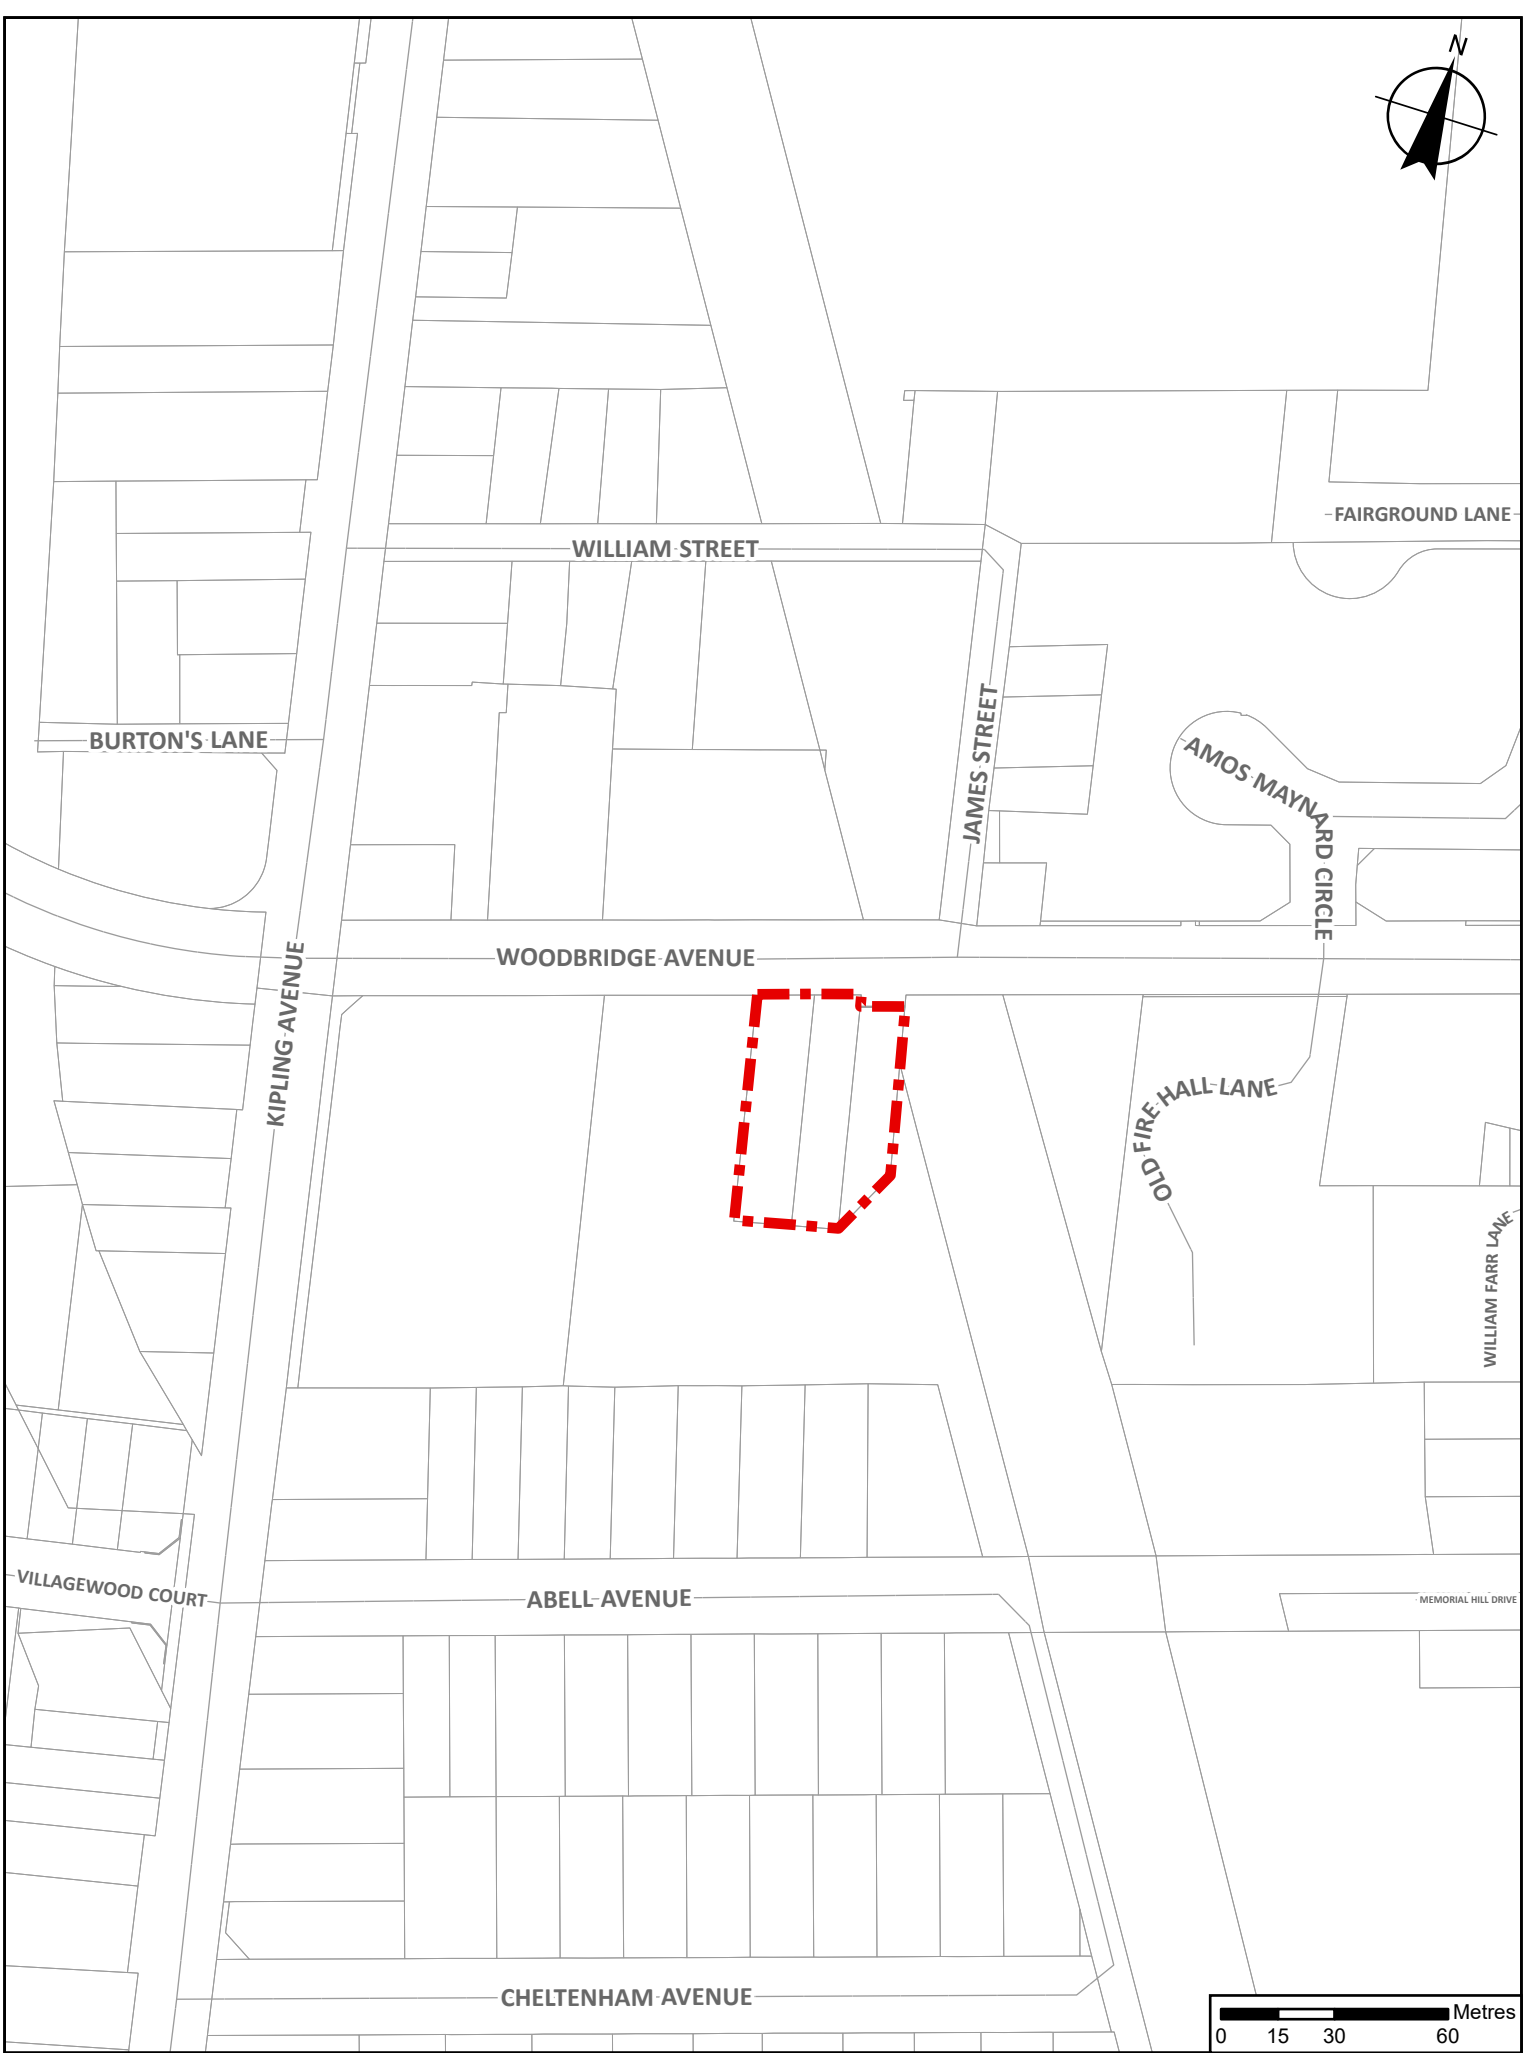 N
FAIRGROUND LANE
WILLIAM STREET
JAMES STREET
BURTON'S LANE
AMOS MAYNARD CIRCLE
WOODBRIDGE AVENUE
KIPLING AVENUE
OLD FIRE HALL LANE
WILLIAM FARR LANE
VILLAGEWOOD COURT
ABELL AVENUE
MEMORIAL HILL DRIVE
CHELTENHAM AVENUE
Metres
0 15 30 60